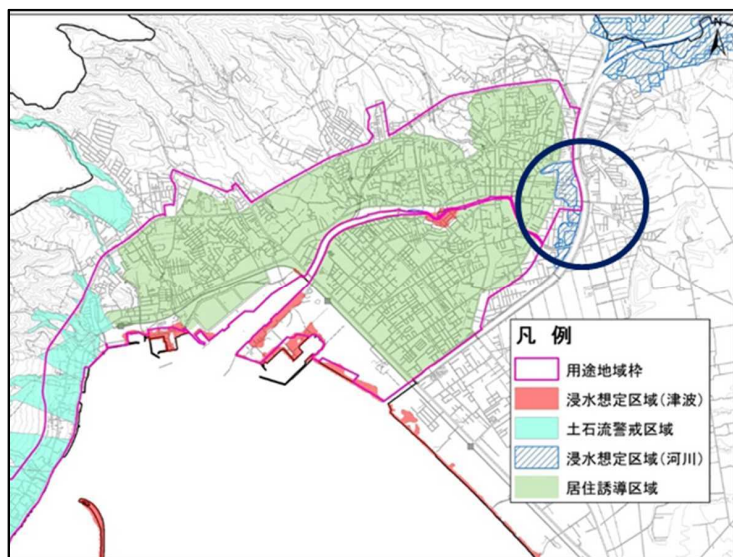 N
凡例
用途地域枠
浸水想定区域(津波)
土石流警戒区域
浸水想定区域(河川)
居住誘導区域